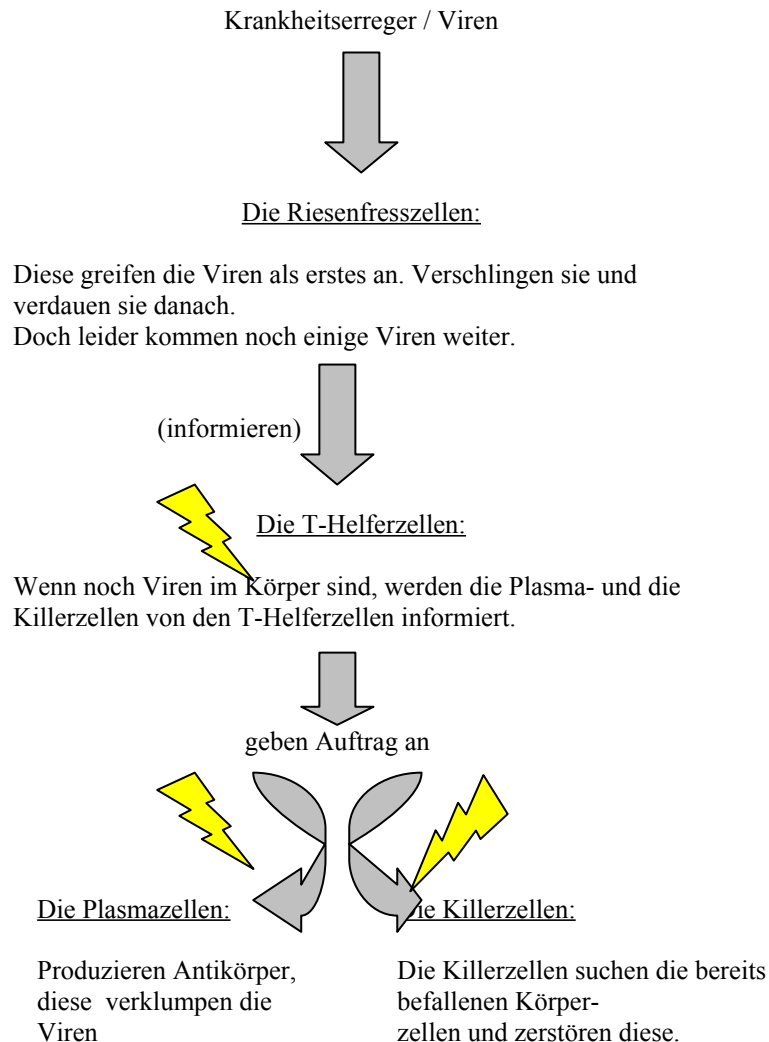 Krankheitserreger / Viren
Die Riesenfresszellen:
Diese greifen die Viren als erstes an. Verschlingen sie und
verdauen sie danach.
Doch leider kommen noch einige Viren weiter.
(informieren)
Die T-Helferzellen:
Wenn noch Viren im Körper sind, werden die Plasma- und die
Killerzellen von den T-Helferzellen informiert.
geben Auftrag an
Die Plasmazellen:
Produzieren Antikörper,
diese  verklumpen die
Viren
Die Killerzellen:
Die Killerzellen suchen die bereits
befallenen Körper-
zellen und zerstören diese.